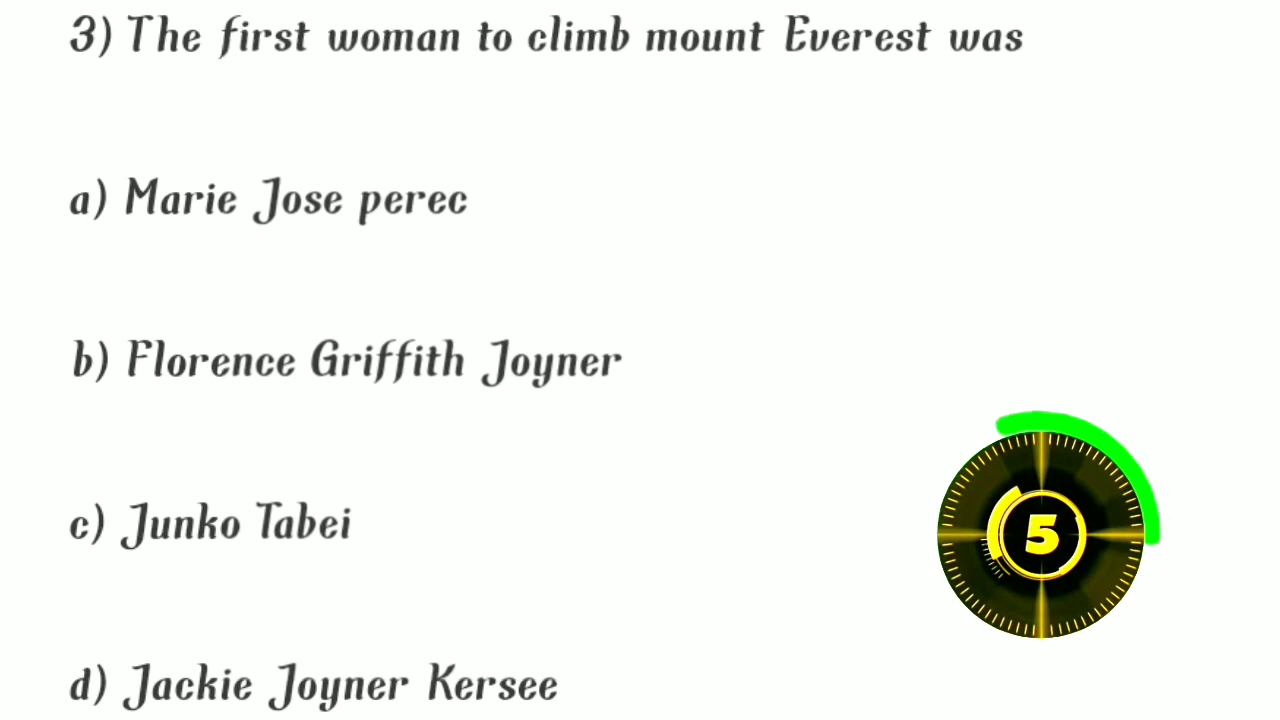 3) The first woman to climb mount Everest was
a) Marie Jose perec
b) Florence Griffith Joyner
c) Junko Tabei
5
d) Jackie Joyner Kersee